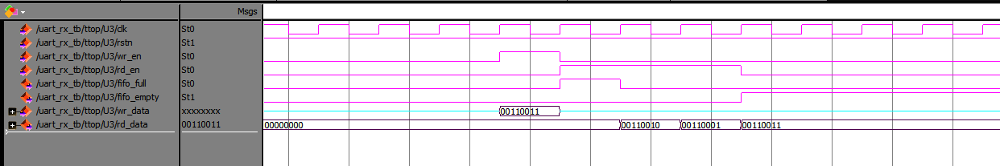 Msgs
/uart_rx_tb/ttop/U3/clk St0
/uart_rx_tb/ttop/U3/rstn St1
/uart_rx_tb/ttop/U3/wr_en St0
/uart_rx_tb/ttop/U3/rd_en St0
/uart_rx_tb/ttop/U3/fifo_full St0
/uart_rx_tb/ttop/U3/fifo_empty St1
/uart_rx_tb/ttop/U3/wr_data xxxxxxxx 00110011
/uart_rx_tb/ttop/U3/rd_data 00110011 00000000 00110010 00110001 00110011